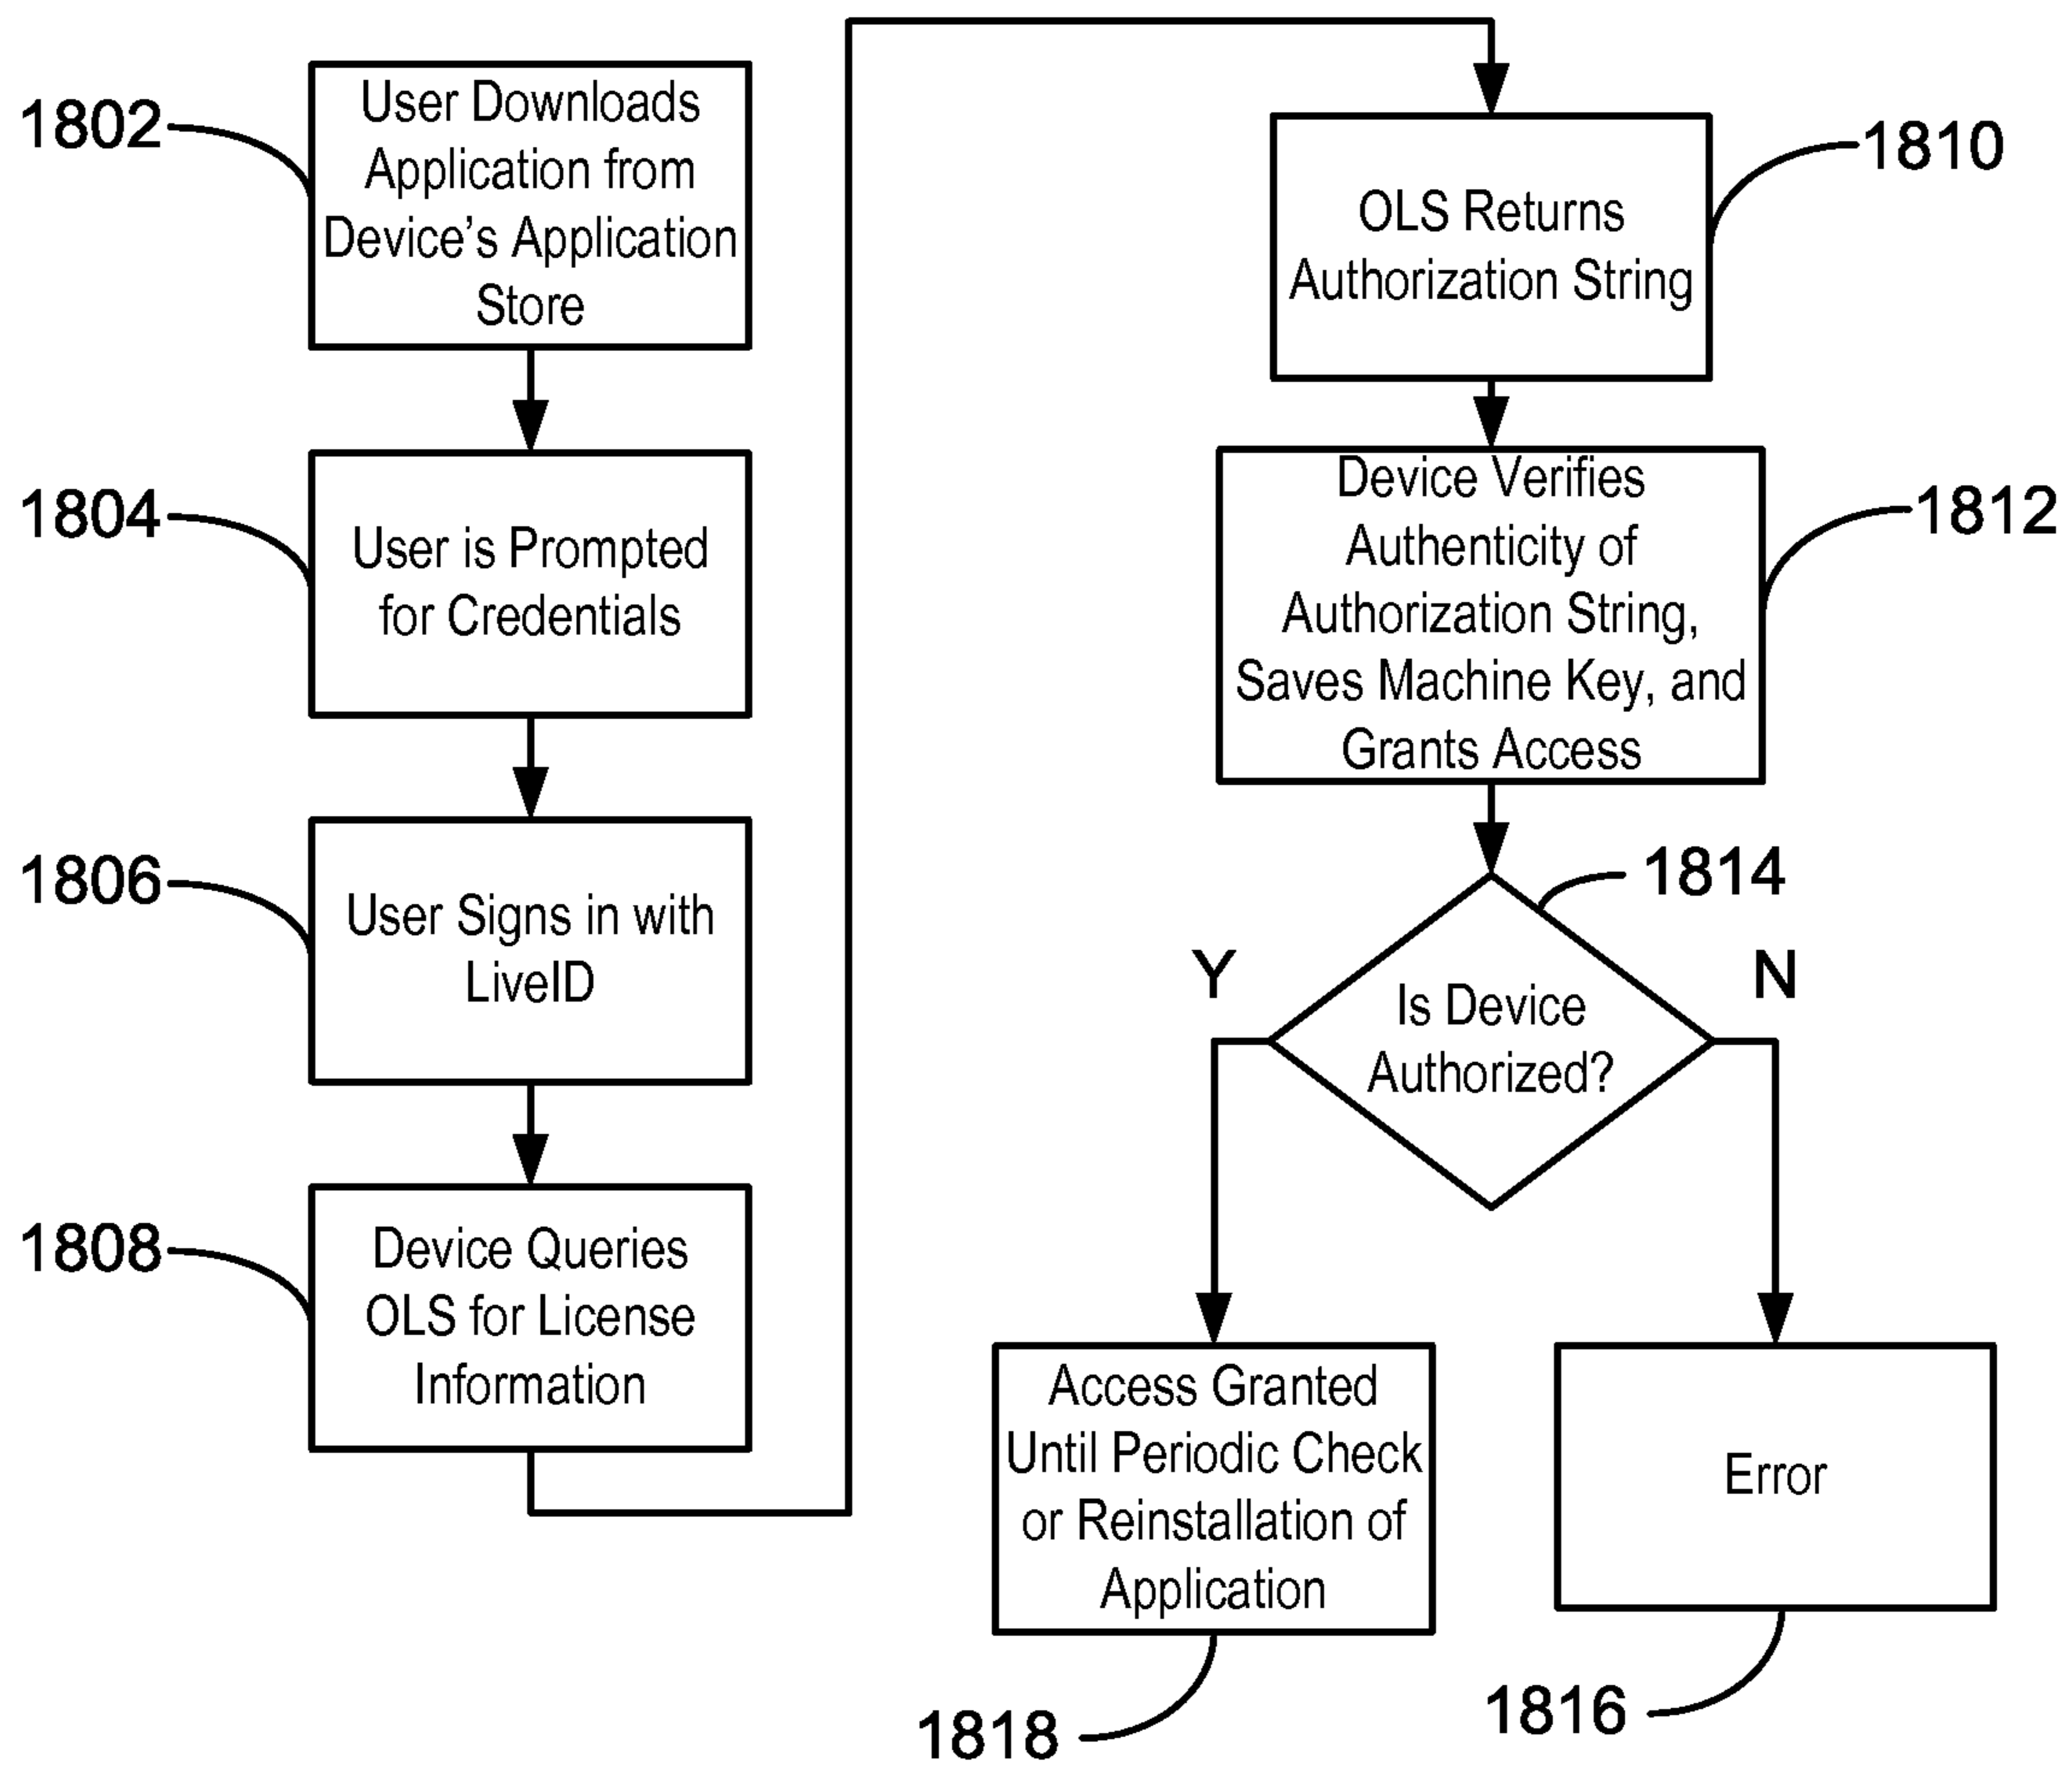 1802
User Downloads
Application from
Device's Application
Store
1804
User is Prompted
for Credentials
1806
User Signs in with
LiveID
1808
Device Queries
OLS for License
Information
1810
OLS Returns
Authorization String
1812
Device Verifies
Authenticity of
Authorization String,
Saves Machine Key, and
Grants Access
1814
Y
N
Is Device
Authorized?
Access Granted
Until Periodic Check
or Reinstallation of
Application
1818
Error
1816